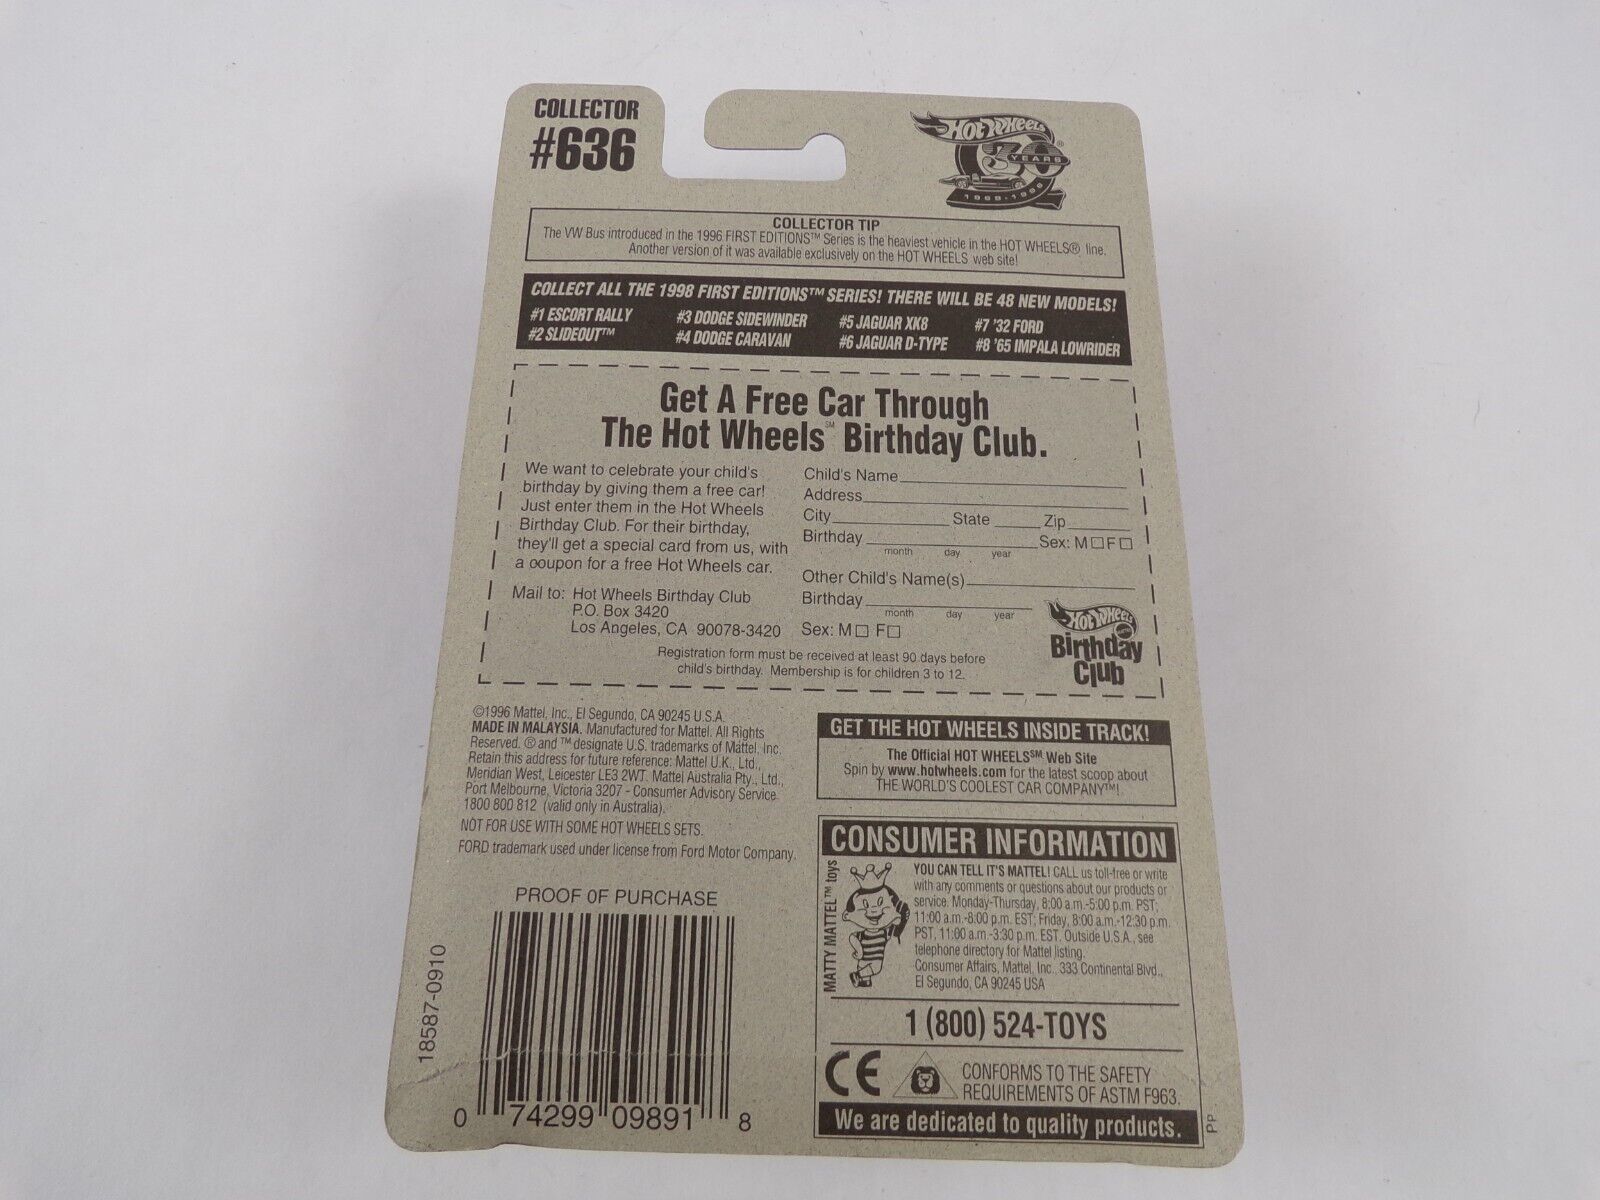 COLLECTOR
#636
HOT WHEELS
30 YEARS
1968-1998
COLLECTOR TIP
The VW Bus introduced in the 1996 FIRST EDITIONS™ Series is the heaviest vehicle in the HOT WHEELS® line.
Another version of it was available exclusively on the HOT WHEELS web site!
COLLECT ALL THE 1998 FIRST EDITIONS™ SERIES! THERE WILL BE 48 NEW MODELS!
#1 ESCORT RALLY #3 DODGE SIDEWINDER #5 JAGUAR XK8 #7 '32 FORD
#2 SLIDEOUT™ #4 DODGE CARAVAN #6 JAGUAR D-TYPE #8 '65 IMPALA LOWRIDER
Get A Free Car Through
The Hot Wheels℠ Birthday Club.
We want to celebrate your child's
birthday by giving them a free car!
Just enter them in the Hot Wheels
Birthday Club. For their birthday,
they'll get a special card from us, with
a coupon for a free Hot Wheels car.
Mail to: Hot Wheels Birthday Club
P.O. Box 3420
Los Angeles, CA 90078-3420
Child's Name
Address
City State Zip
Birthday Sex: M☐ F☐
month day year
Other Child's Name(s)
Birthday
month day year
Sex: M☐ F☐
HOT WHEELS
Birthday
Club
Registration form must be received at least 90 days before
child's birthday. Membership is for children 3 to 12.
©1996 Mattel, Inc., El Segundo, CA 90245 U.S.A.
MADE IN MALAYSIA. Manufactured for Mattel. All Rights
Reserved. ® and ™ designate U.S. trademarks of Mattel, Inc.
Retain this address for future reference: Mattel U.K., Ltd.,
Meridian West, Leicester LE3 2WT. Mattel Australia Pty., Ltd.,
Port Melbourne, Victoria 3207 - Consumer Advisory Service
1800 800 812 (valid only in Australia).
NOT FOR USE WITH SOME HOT WHEELS SETS.
FORD trademark used under license from Ford Motor Company.
PROOF OF PURCHASE
18587-0910
0 74299 09891 8
GET THE HOT WHEELS INSIDE TRACK!
The Official HOT WHEELS℠ Web Site
Spin by www.hotwheels.com for the latest scoop about
THE WORLD'S COOLEST CAR COMPANY™!
CONSUMER INFORMATION
MATTY MATTEL™ toys
YOU CAN TELL IT'S MATTEL! CALL us toll-free or write
with any comments or questions about our products or
service. Monday-Thursday, 8:00 a.m.-5:00 p.m. PST;
11:00 a.m.-8:00 p.m. EST; Friday, 8:00 a.m.-12:30 p.m.
PST, 11:00 a.m.-3:30 p.m. EST. Outside U.S.A., see
telephone directory for Mattel listing.
Consumer Affairs, Mattel, Inc. 333 Continental Blvd.,
El Segundo, CA 90245 USA
1 (800) 524-TOYS
CE
CONFORMS TO THE SAFETY
REQUIREMENTS OF ASTM F963.
We are dedicated to quality products.
PP